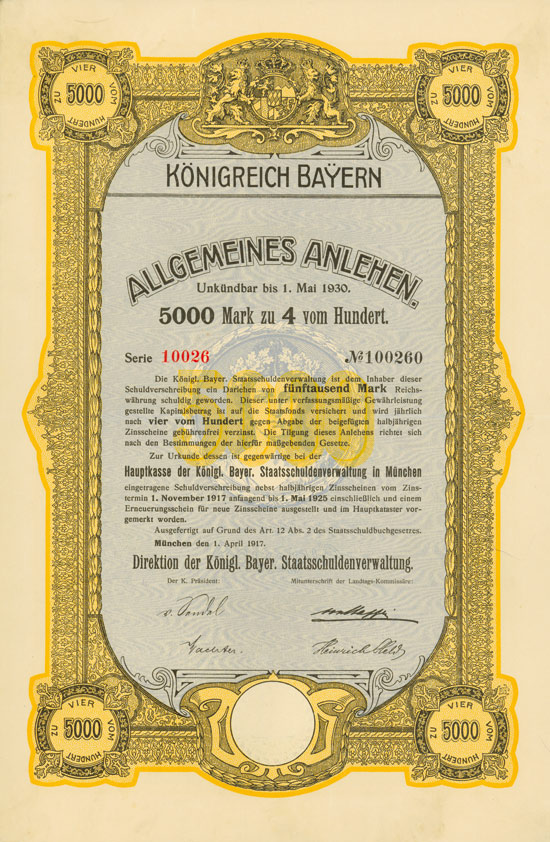 VIER VOM HUNDERT ZU 5000
VIER VOM HUNDERT ZU 5000
KÖNIGREICH BAYERN
ALLGEMEINES ANLEHEN.
Unkündbar bis 1. Mai 1930.
5000 Mark zu 4 vom Hundert.
Serie 10026 № 100260
5000
Die Königl. Bayer. Staatsschuldenverwaltung ist dem Inhaber dieser
Schuldverschreibung ein Darlehen von fünftausend Mark Reichs-
währung schuldig geworden. Dieser unter verfassungsmäßige Gewährleistung
gestellte Kapitalsbetrag ist auf die Staatsfonds versichert und wird jährlich
nach vier vom Hundert gegen Abgabe der beigefügten halbjährigen
Zinsscheine gebührenfrei verzinst. Die Tilgung dieses Anlehens richtet sich
nach den Bestimmungen der hierfür maßgebenden Gesetze.
Zur Urkunde dessen ist gegenwärtige bei der
Hauptkasse der Königl. Bayer. Staatsschuldenverwaltung in München
eingetragene Schuldverschreibung nebst halbjährigen Zinsscheinen vom Zins-
termin 1. November 1917 anfangend bis 1. Mai 1925 einschließlich und einem
Erneuerungsschein für neue Zinsscheine ausgestellt und im Hauptkataster vor-
gemerkt worden.
Ausgefertigt auf Grund des Art. 12 Abs. 2 des Staatsschuldbuchgesetzes.
München den 1. April 1917.
Direktion der Königl. Bayer. Staatsschuldenverwaltung.
Der K. Präsident: Mitunterschrift der Landtags-Kommissäre:
v. Sendel
Wachter. Heinrich Held
VIER VOM HUNDERT ZU 5000
VIER VOM HUNDERT ZU 5000